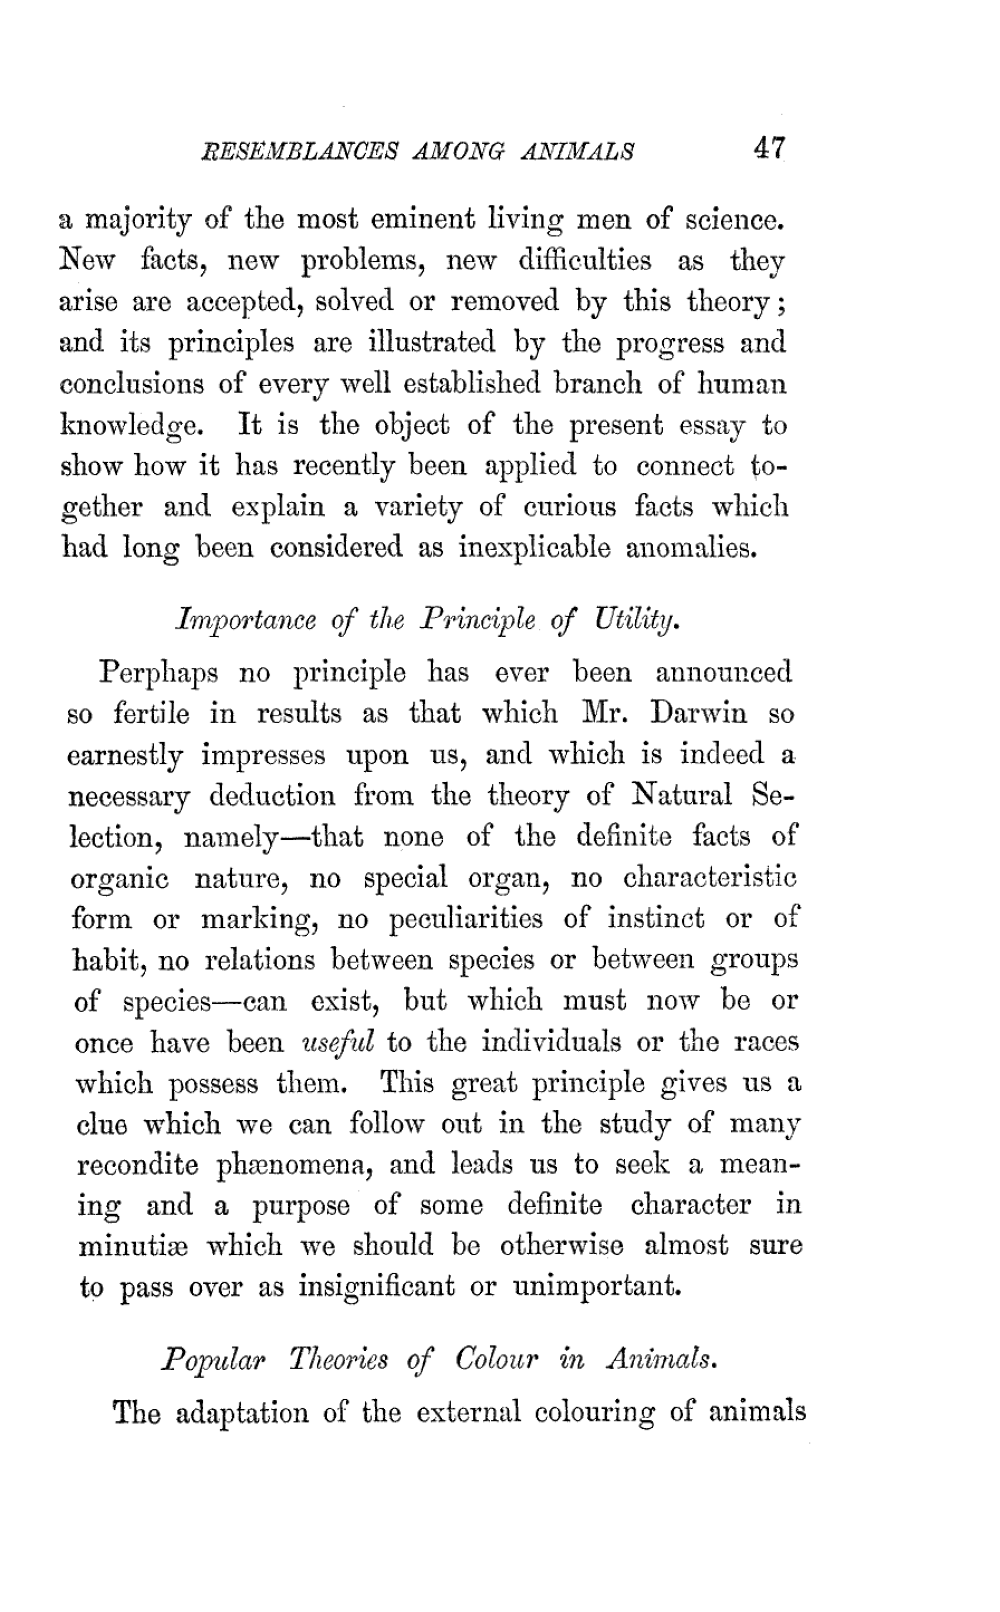 RESEMBLANCES AMONG ANIMALS 47
a majority of the most eminent living men of science.
New facts, new problems, new difficulties as they
arise are accepted, solved or removed by this theory;
and its principles are illustrated by the progress and
conclusions of every well established branch of human
knowledge. It is the object of the present essay to
show how it has recently been applied to connect to-
gether and explain a variety of curious facts which
had long been considered as inexplicable anomalies.
Importance of the Principle of Utility.
Perphaps no principle has ever been announced
so fertile in results as that which Mr. Darwin so
earnestly impresses upon us, and which is indeed a
necessary deduction from the theory of Natural Se-
lection, namely—that none of the definite facts of
organic nature, no special organ, no characteristic
form or marking, no peculiarities of instinct or of
habit, no relations between species or between groups
of species—can exist, but which must now be or
once have been useful to the individuals or the races
which possess them. This great principle gives us a
clue which we can follow out in the study of many
recondite phænomena, and leads us to seek a mean-
ing and a purpose of some definite character in
minutiæ which we should be otherwise almost sure
to pass over as insignificant or unimportant.
Popular Theories of Colour in Animals.
The adaptation of the external colouring of animals